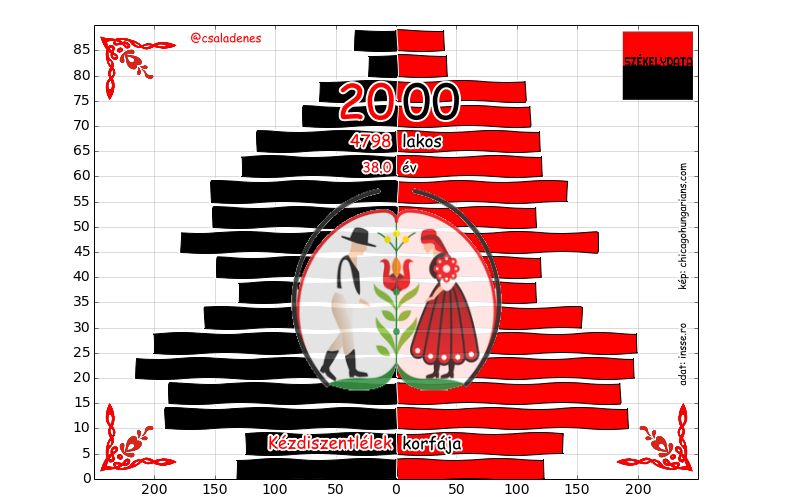 @csaladenes
SZÉKELYDATA
2000
4798 lakos
38.0 év
Kézdiszentlélek korfája
kép: chicagohungarians.com
adat: insse.ro
85
80
75
70
65
60
55
50
45
40
35
30
25
20
15
10
5
0
200 150 100 50 0 50 100 150 200